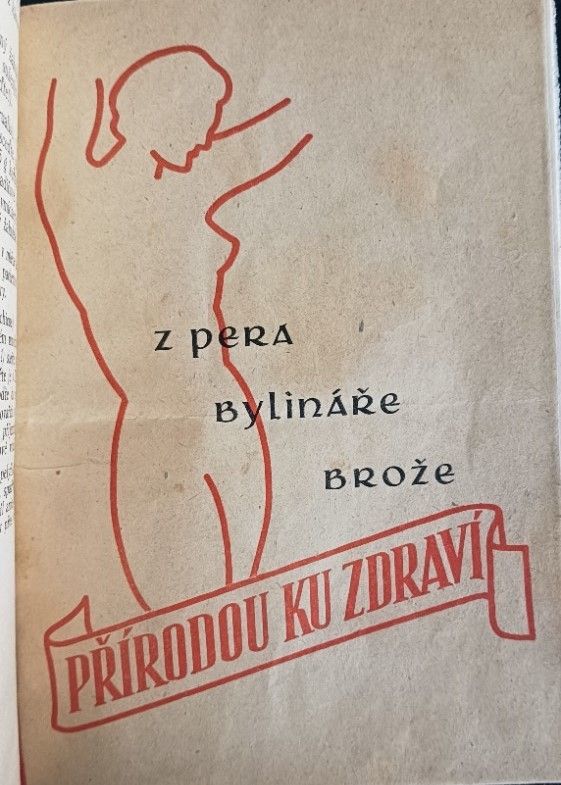 z pera
bylináře
Brože
PŘÍRODOU KU ZDRAVÍ